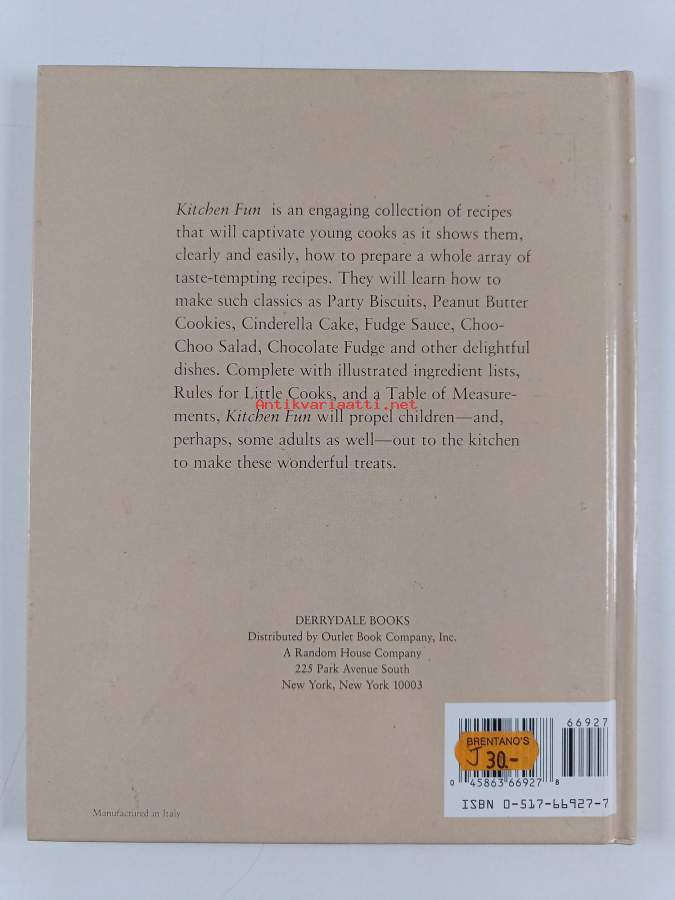 Kitchen Fun is an engaging collection of recipes
that will captivate young cooks as it shows them,
clearly and easily, how to prepare a whole array of
taste-tempting recipes. They will learn how to
make such classics as Party Biscuits, Peanut Butter
Cookies, Cinderella Cake, Fudge Sauce, Choo-
Choo Salad, Chocolate Fudge and other delightful
dishes. Complete with illustrated ingredient lists,
Rules for Little Cooks, and a Table of Measure-
Antikvariaatti.net
ments, Kitchen Fun will propel children—and,
perhaps, some adults as well—out to the kitchen
to make these wonderful treats.
DERRYDALE BOOKS
Distributed by Outlet Book Company, Inc.
A Random House Company
225 Park Avenue South
New York, New York 10003
66927
BRENTANO'S
J 30.-
0 45863 66927 8
ISBN 0-517-66927-7
Manufactured in Italy